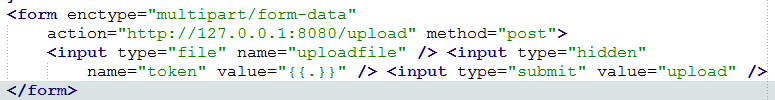 <form enctype="multipart/form-data"
action="http://127.0.0.1:8080/upload" method="post">
<input type="file" name="uploadfile" /> <input type="hidden"
name="token" value="{{.}}" /> <input type="submit" value="upload" />
</form>